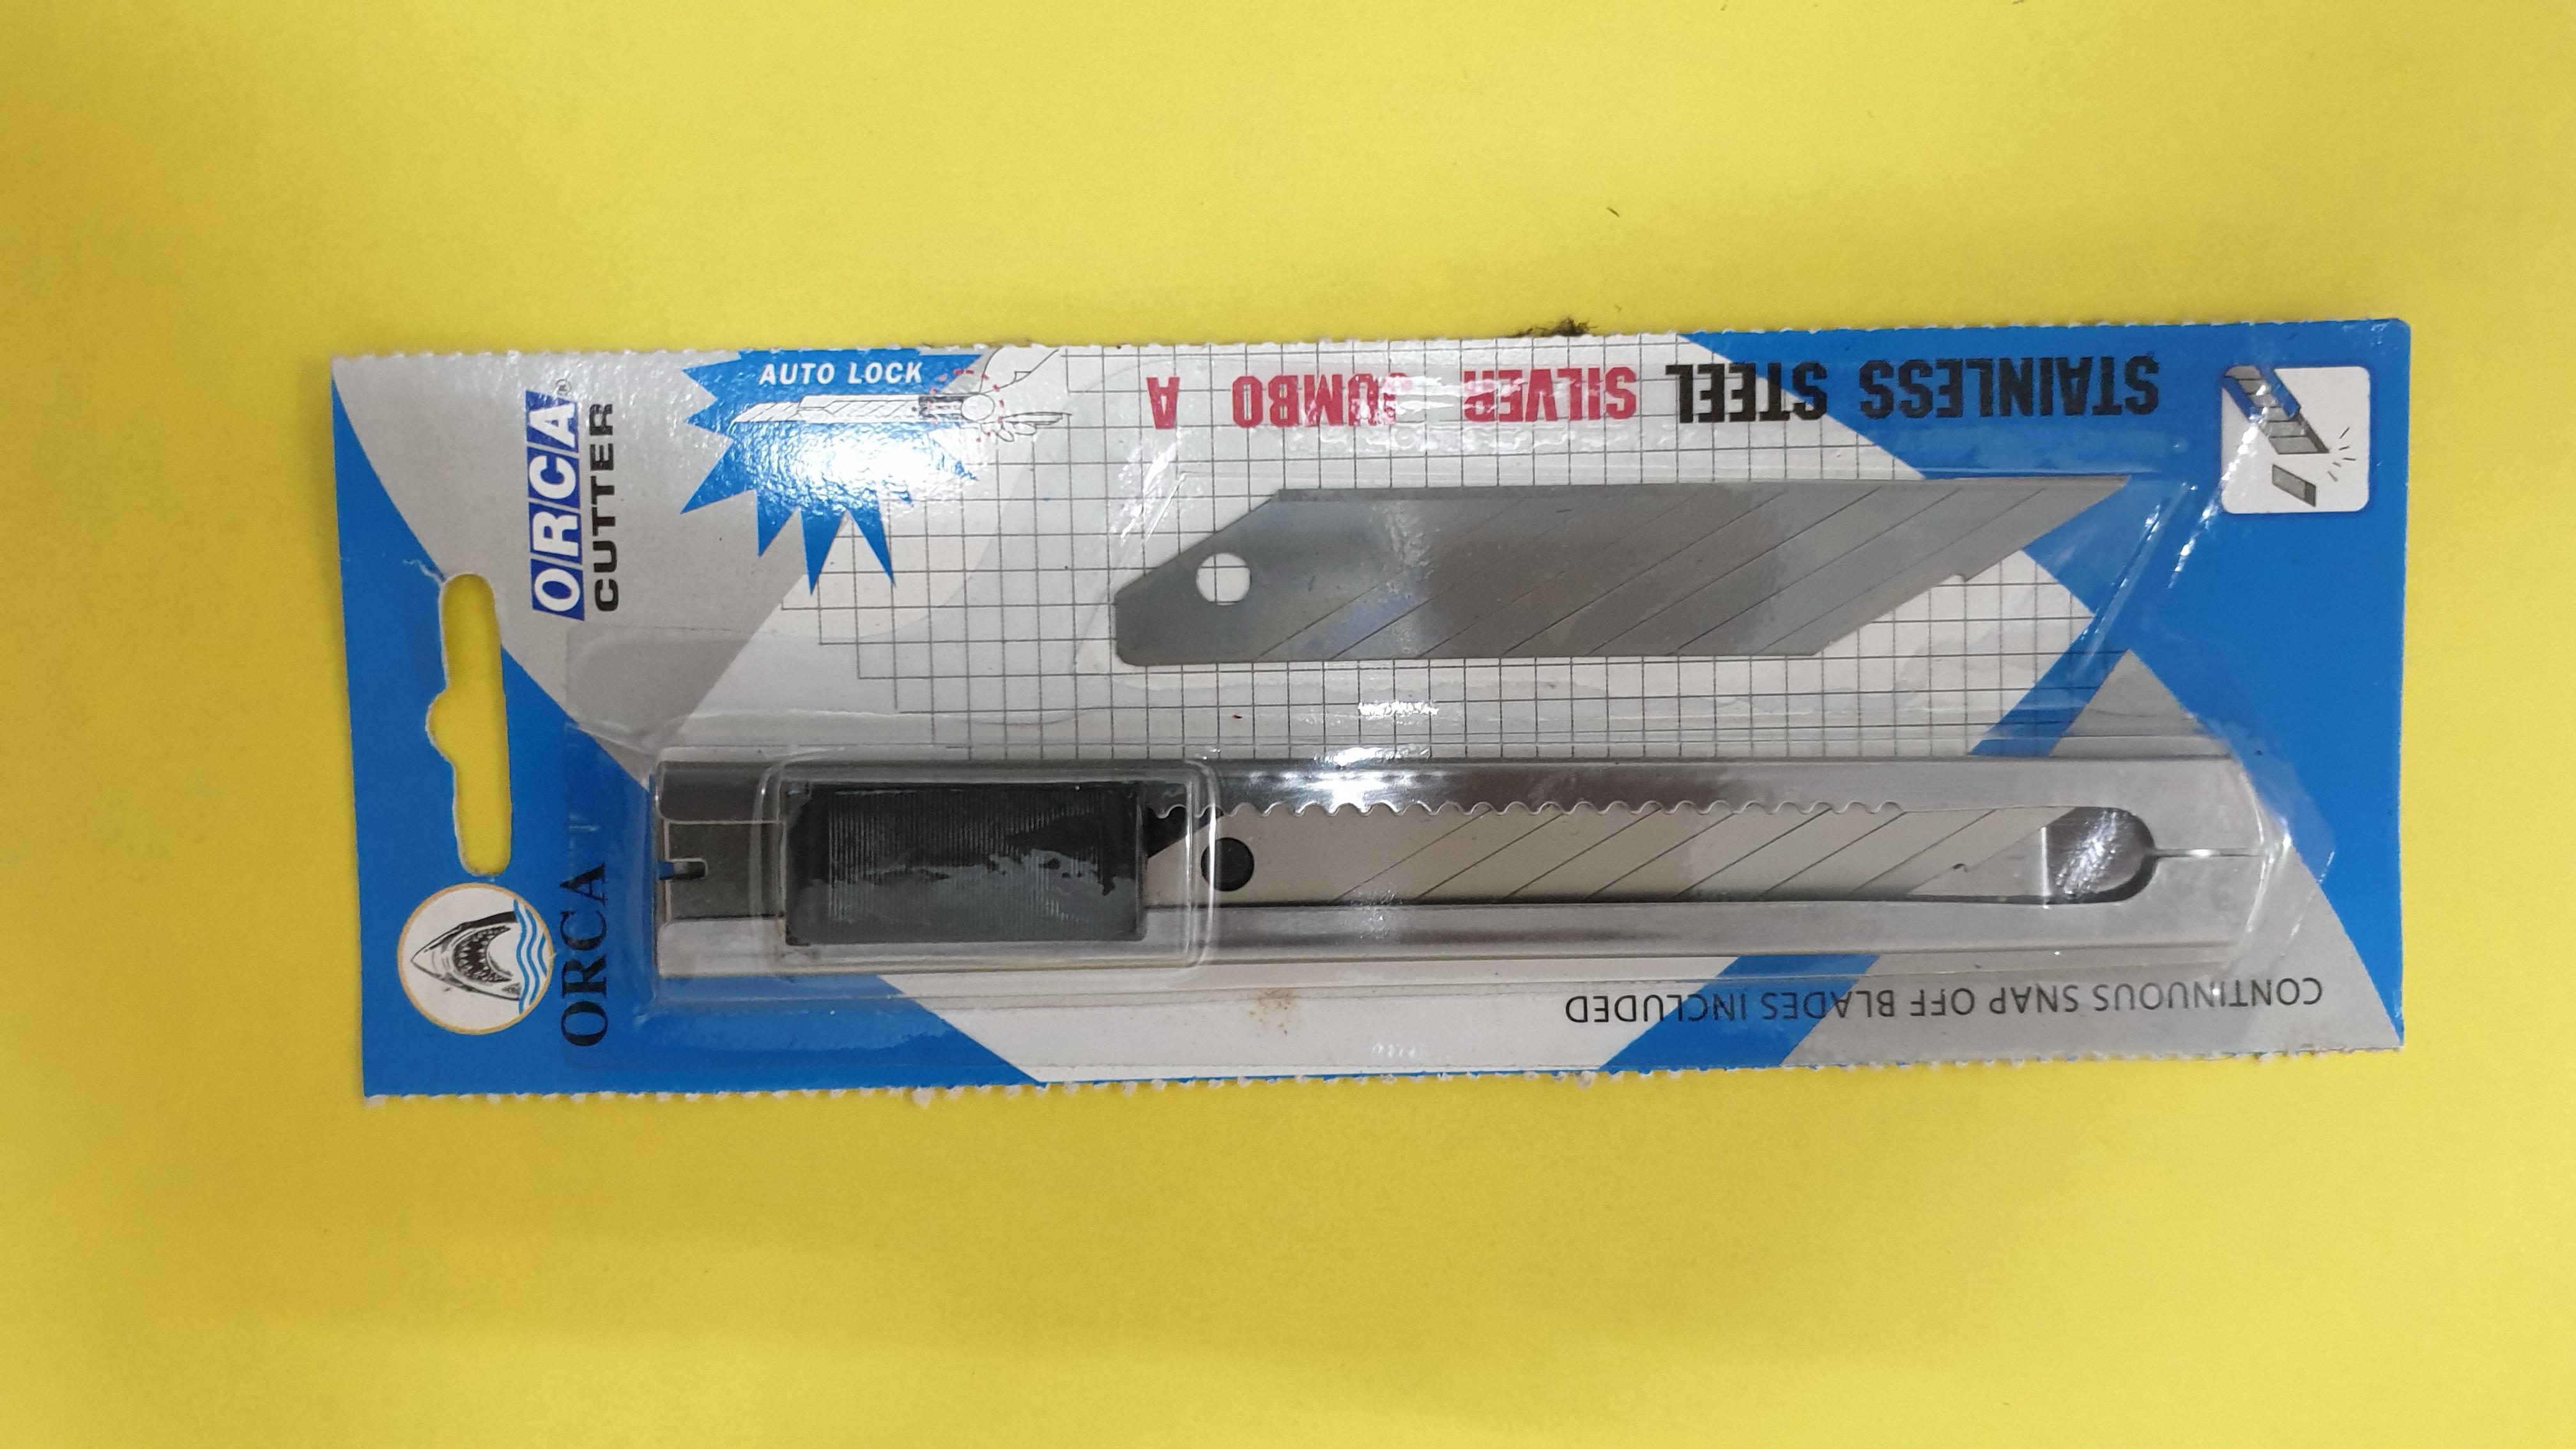 ORCA®
CUTTER
AUTO LOCK
STAINLESS STEEL SILVER JUMBO A
ORCA
CONTINUOUS SNAP OFF BLADES INCLUDED